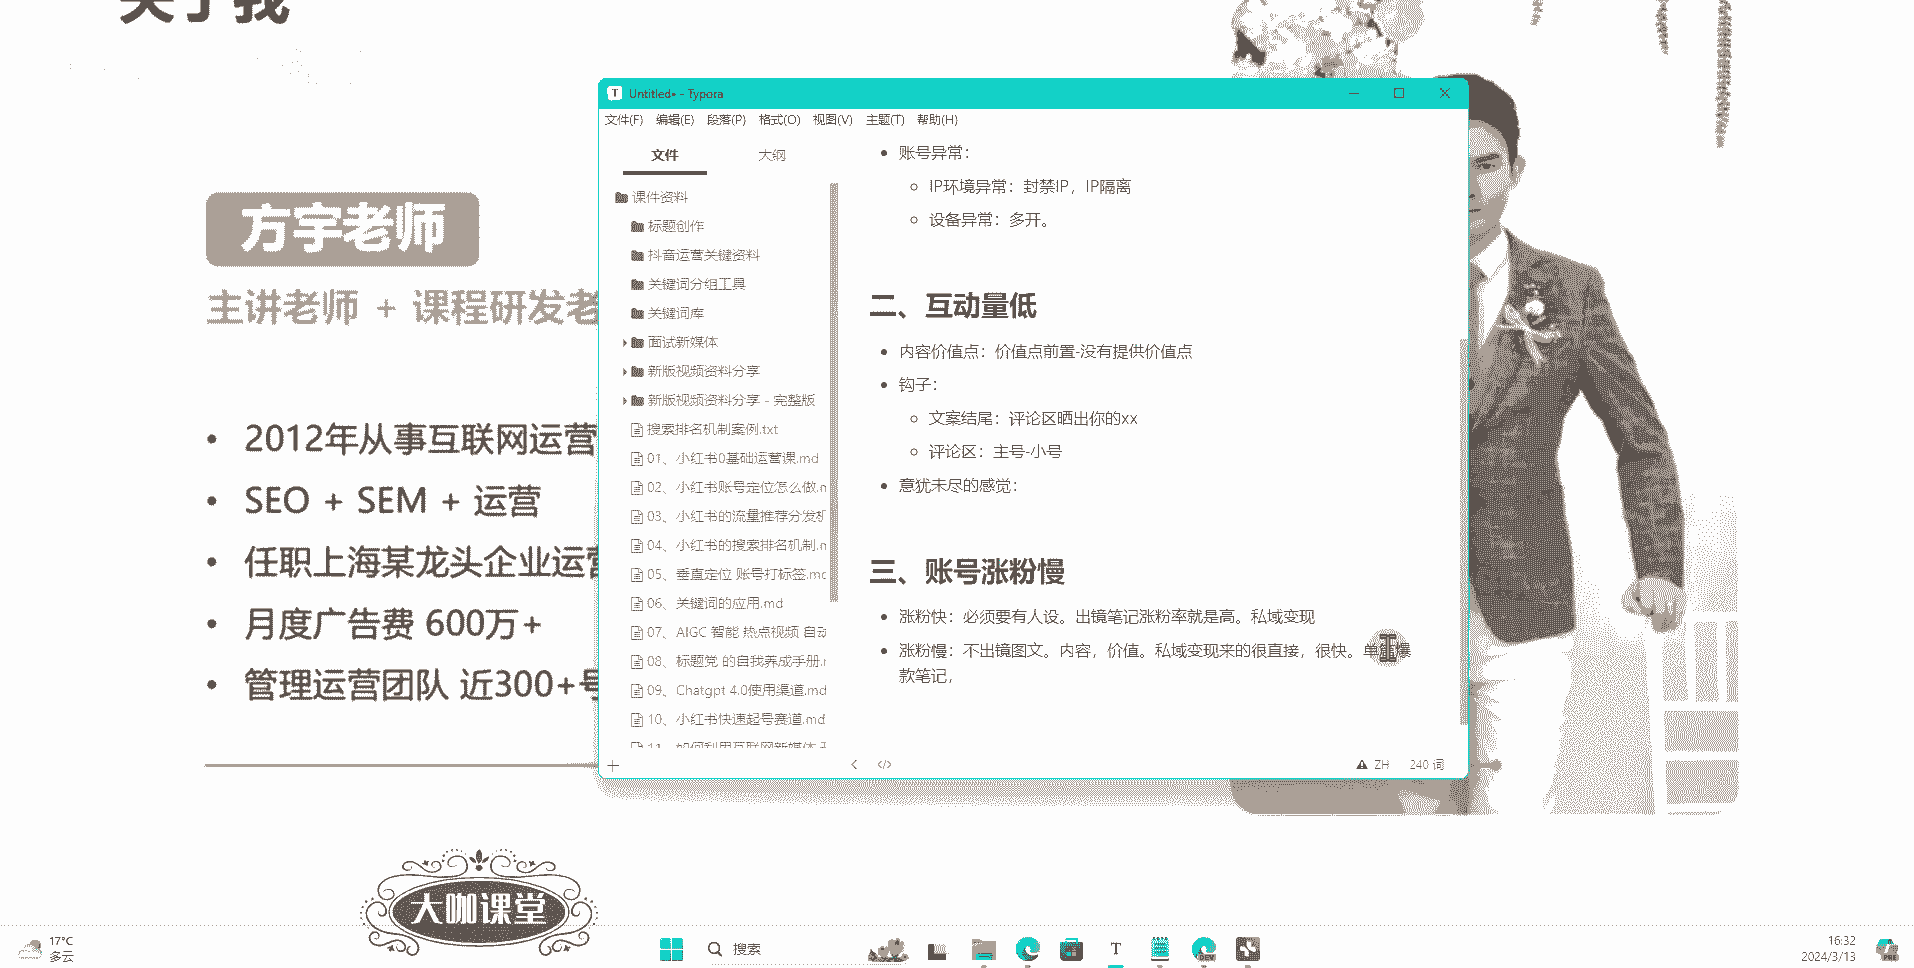 关于我
方宇老师
主讲老师 + 课程研发老
2012年从事互联网运营
SEO + SEM + 运营
任职上海某龙头企业运营
月度广告费 600万+
管理运营团队 近300+号
大咖课堂
Untitled• - Typora
文件(F) 编辑(E) 段落(P) 格式(O) 视图(V) 主题(T) 帮助(H)
文件 大纲
课件资料
标题创作
抖音运营关键资料
关键词分组工具
关键词库
面试新媒体
新版视频资料分享
新版视频资料分享 - 完整版
搜索排名机制案例.txt
01、小红书0基础运营课.md
02、小红书账号定位怎么做.m
03、小红书的流量推荐分发机
04、小红书的搜索排名机制.m
05、垂直定位 账号打标签.md
06、关键词的应用.md
07、AIGC 智能 热点视频 自动
08、标题党 的自我养成手册.m
09、Chatgpt 4.0使用渠道.md
10、小红书快速起号赛道.md
11、如何利用互联网新媒体
账号异常：
IP环境异常：封禁IP，IP隔离
设备异常：多开。
二、互动量低
内容价值点：价值点前置-没有提供价值点
钩子：
文案结尾：评论区晒出你的xx
评论区：主号-小号
意犹未尽的感觉：
三、账号涨粉慢
涨粉快：必须要有人设。出镜笔记涨粉率就是高。私域变现
涨粉慢：不出镜图文。内容，价值。私域变现来的很直接，很快。单篇爆
款笔记，
ZH 240 词
17°C
多云
搜索
16:32
2024/3/13